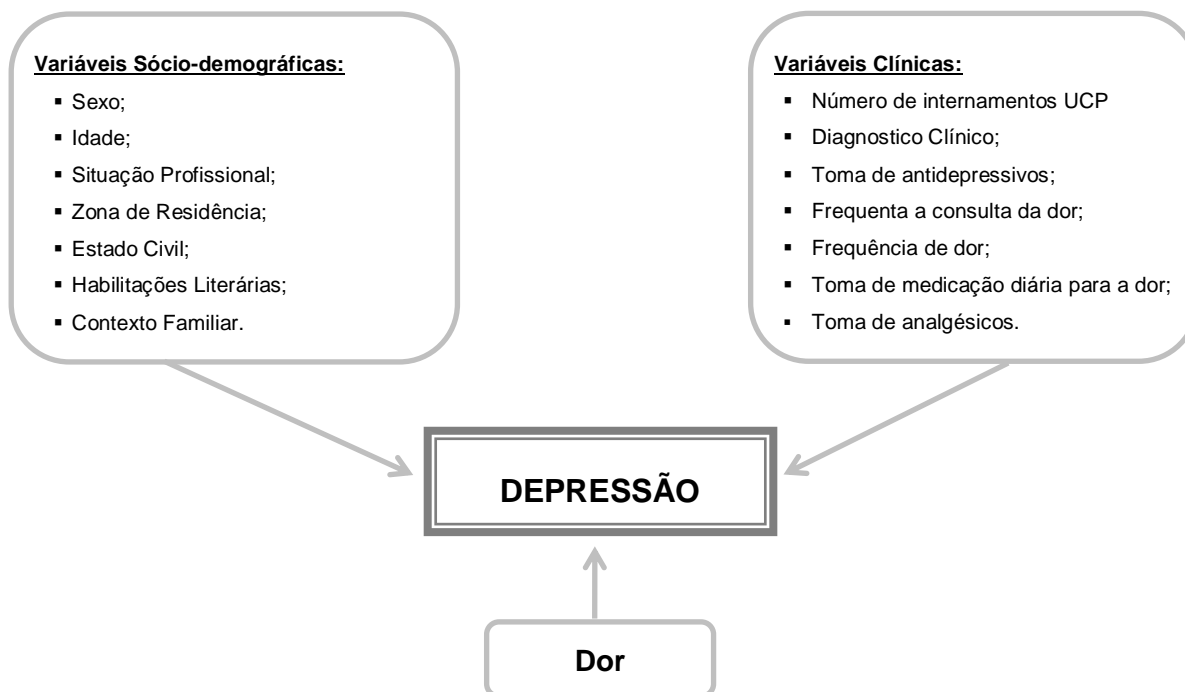 Variáveis Sócio-demográficas:
▪ Sexo;
▪ Idade;
▪ Situação Profissional;
▪ Zona de Residência;
▪ Estado Civil;
▪ Habilitações Literárias;
▪ Contexto Familiar.
Variáveis Clínicas:
▪ Número de internamentos UCP
▪ Diagnostico Clínico;
▪ Toma de antidepressivos;
▪ Frequenta a consulta da dor;
▪ Frequência de dor;
▪ Toma de medicação diária para a dor;
▪ Toma de analgésicos.
DEPRESSÃO
Dor